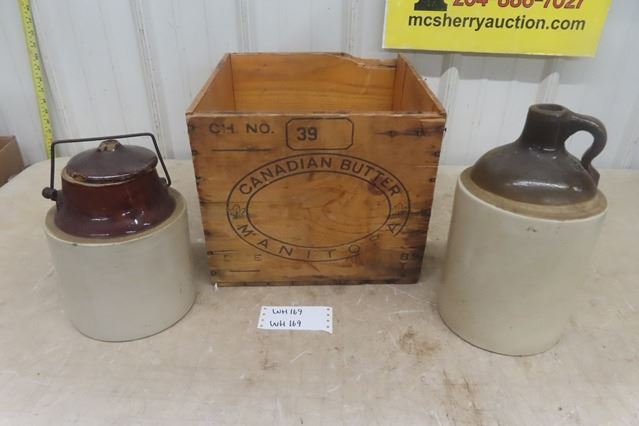 204-886-7027
mcsherryauction.com
CH. NO. 39
CANADIAN BUTTER
MANITOBA
WH 169
WH 169